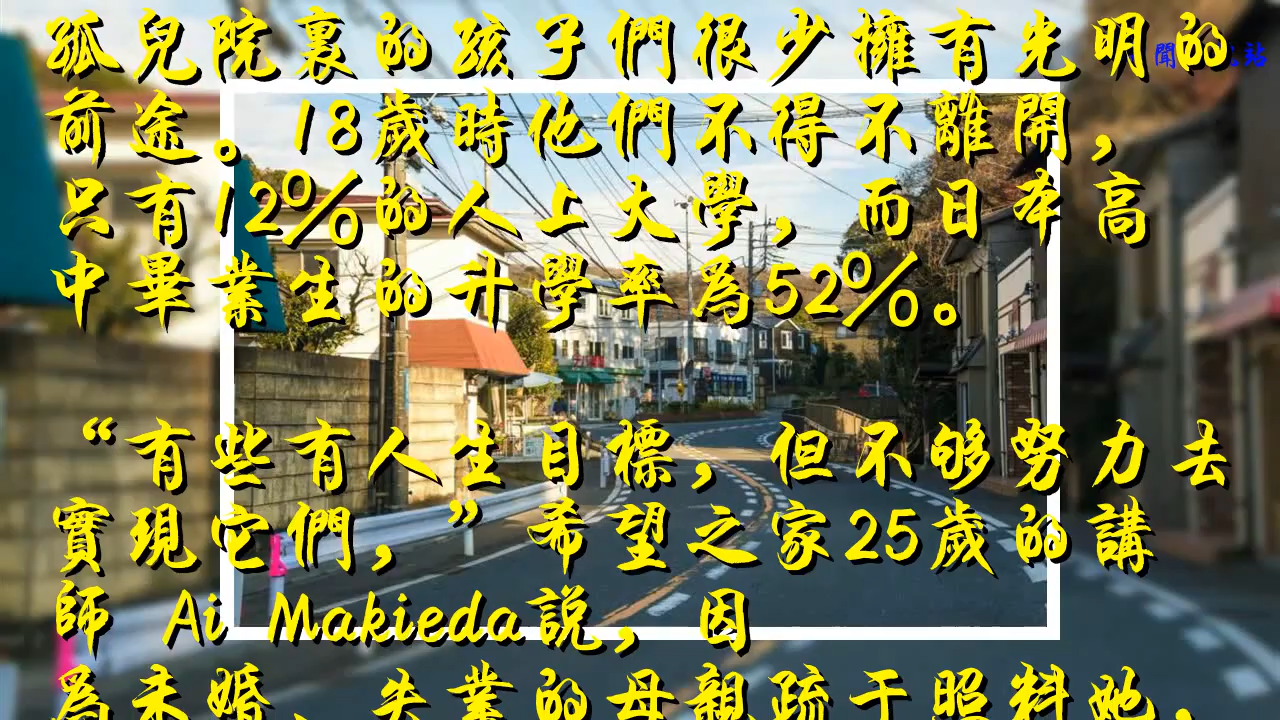 孤兒院裏的孩子們很少擁有光明的
前途。18歲時他們不得不離開，
只有12%的人上大學，而日本高
中畢業生的升學率爲52%。
“有些有人生目標，但不够努力去
實現它們，”希望之家25歲的講
師 Ai Makieda説，因
爲未婚、失業的母親疏于照料她，